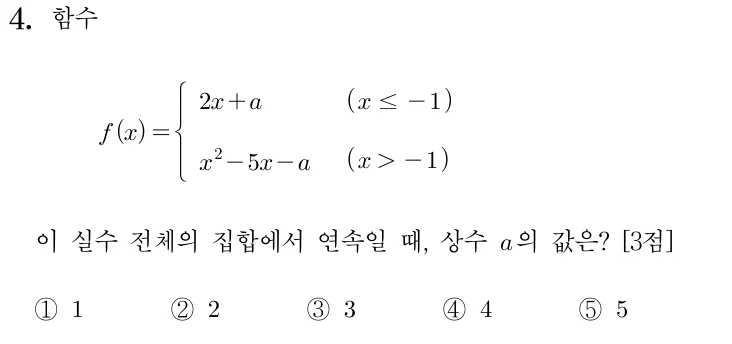 4. 함수
f(x) = { 2x+a (x ≤ −1)
x²−5x−a (x > −1)
이 실수 전체의 집합에서 연속일 때, 상수 a의 값은? [3점]
① 1 ② 2 ③ 3 ④ 4 ⑤ 5